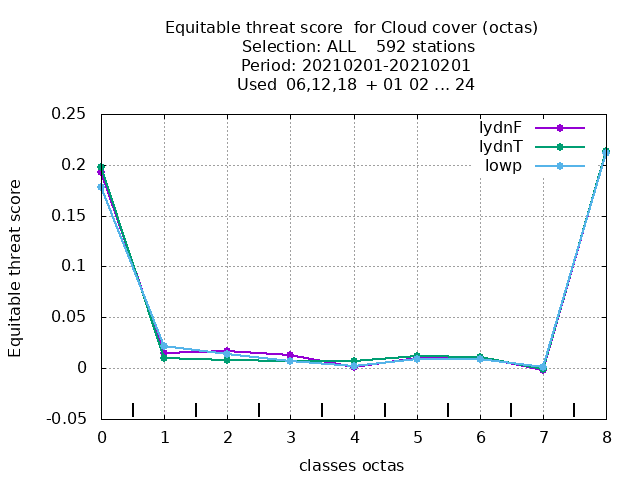 Equitable threat score  for Cloud cover (octas)
Selection: ALL    592 stations
Period: 20210201-20210201
Used  06,12,18  + 01 02 ... 24
lydnF
lydnT
lowp
Equitable threat score
0.25
0.2
0.15
0.1
0.05
0
-0.05
0 1 2 3 4 5 6 7 8
classes octas